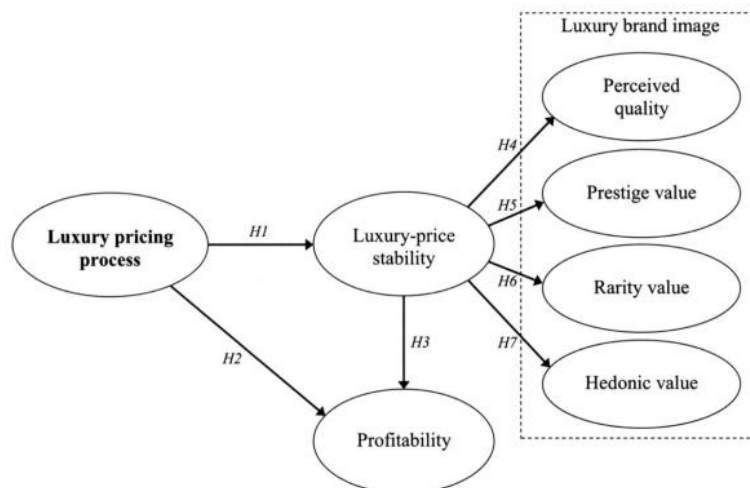 Luxury brand image
Perceived
quality
H4
H5
Prestige value
Luxury pricing
process
H1
Luxury-price
stability
H6
Rarity value
H2
H3
H7
Hedonic value
Profitability